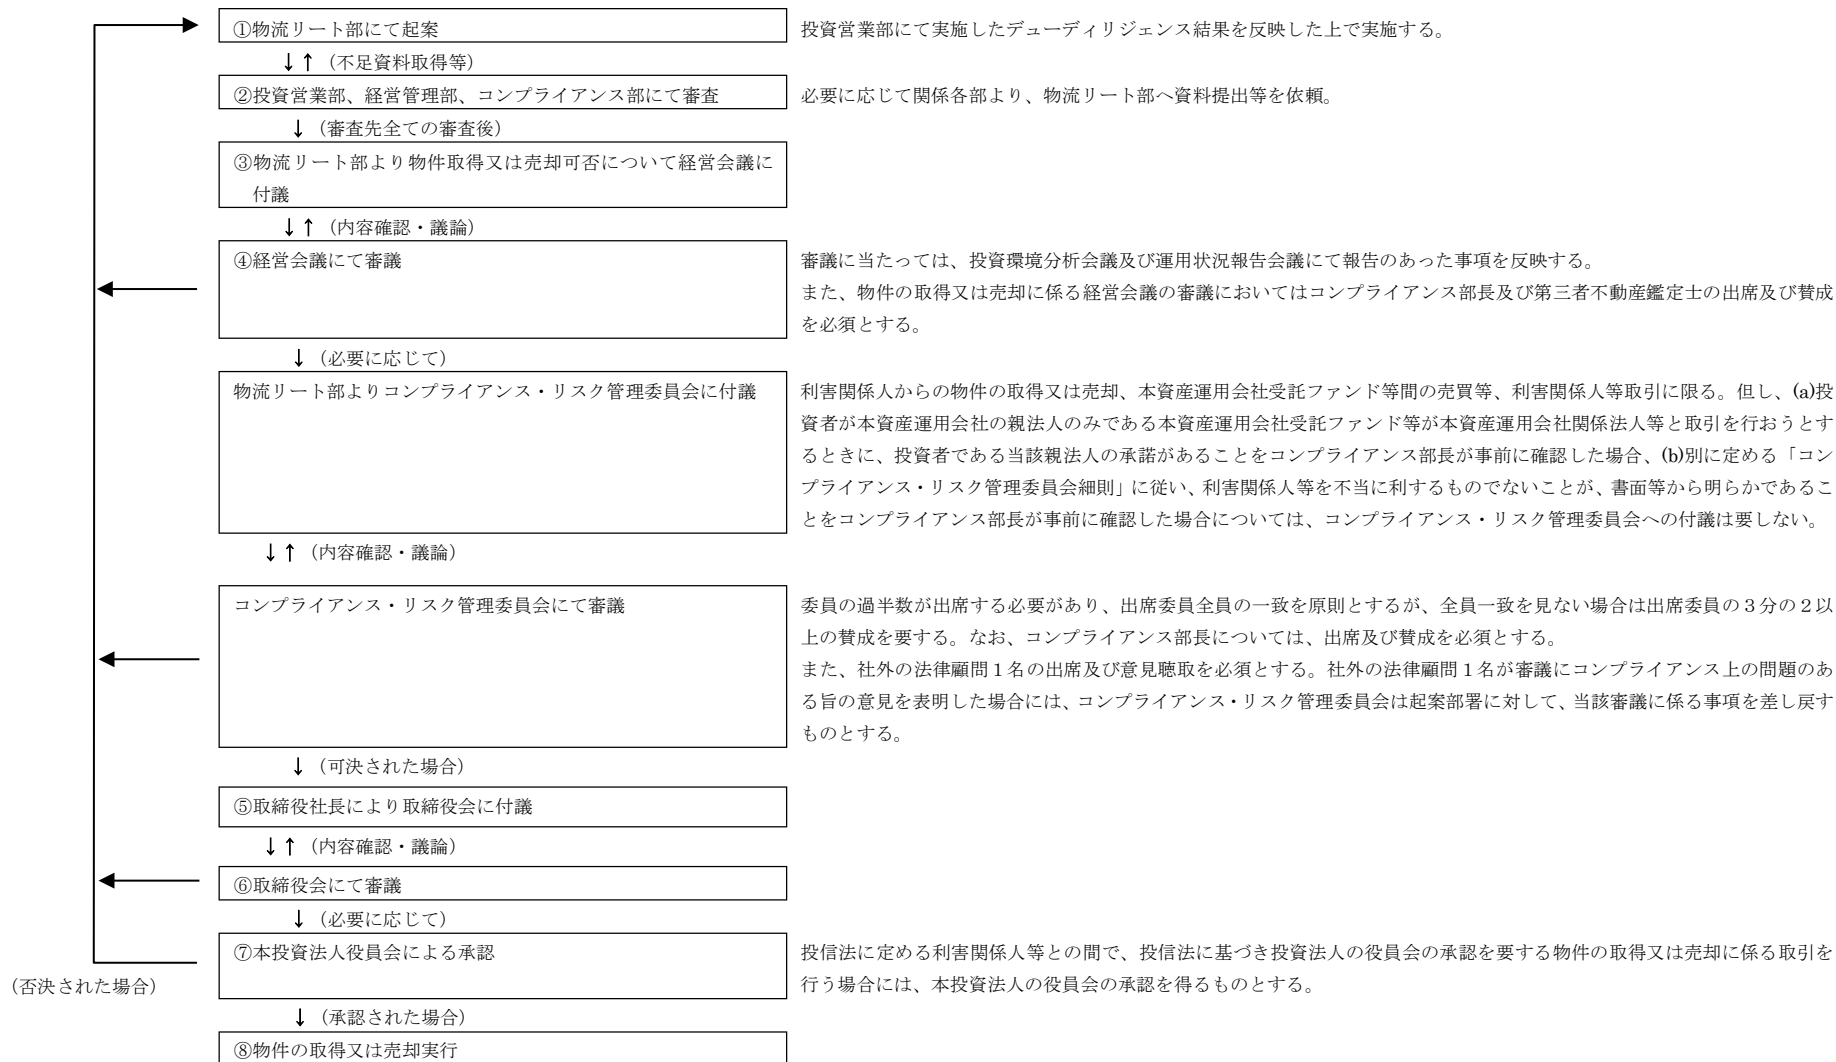 ①物流リート部にて起案
投資営業部にて実施したデューディリジェンス結果を反映した上で実施する。
↓↑（不足資料取得等）
②投資営業部、経営管理部、コンプライアンス部にて審査
必要に応じて関係各部より、物流リート部へ資料提出等を依頼。
↓（審査先全ての審査後）
③物流リート部より物件取得又は売却可否について経営会議に
付議
↓↑（内容確認・議論）
④経営会議にて審議
審議に当たっては、投資環境分析会議及び運用状況報告会議にて報告のあった事項を反映する。
また、物件の取得又は売却に係る経営会議の審議においてはコンプライアンス部長及び第三者不動産鑑定士の出席及び賛成
を必須とする。
↓（必要に応じて）
物流リート部よりコンプライアンス・リスク管理委員会に付議
利害関係人からの物件の取得又は売却、本資産運用会社受託ファンド等間の売買等、利害関係人等取引に限る。但し、(a)投
資者が本資産運用会社の親法人のみである本資産運用会社受託ファンド等が本資産運用会社関係法人等と取引を行おうとす
るときに、投資者である当該親法人の承諾があることをコンプライアンス部長が事前に確認した場合、(b)別に定める「コン
プライアンス・リスク管理委員会細則」に従い、利害関係人等を不当に利するものでないことが、書面等から明らかであるこ
とをコンプライアンス部長が事前に確認した場合については、コンプライアンス・リスク管理委員会への付議は要しない。
↓↑（内容確認・議論）
コンプライアンス・リスク管理委員会にて審議
委員の過半数が出席する必要があり、出席委員全員の一致を原則とするが、全員一致を見ない場合は出席委員の３分の２以
上の賛成を要する。なお、コンプライアンス部長については、出席及び賛成を必須とする。
また、社外の法律顧問１名の出席及び意見聴取を必須とする。社外の法律顧問１名が審議にコンプライアンス上の問題のあ
る旨の意見を表明した場合には、コンプライアンス・リスク管理委員会は起案部署に対して、当該審議に係る事項を差し戻す
ものとする。
↓（可決された場合）
⑤取締役社長により取締役会に付議
↓↑（内容確認・議論）
⑥取締役会にて審議
↓（必要に応じて）
⑦本投資法人役員会による承認
投信法に定める利害関係人等との間で、投信法に基づき投資法人の役員会の承認を要する物件の取得又は売却に係る取引を
行う場合には、本投資法人の役員会の承認を得るものとする。
（否決された場合）
↓（承認された場合）
⑧物件の取得又は売却実行